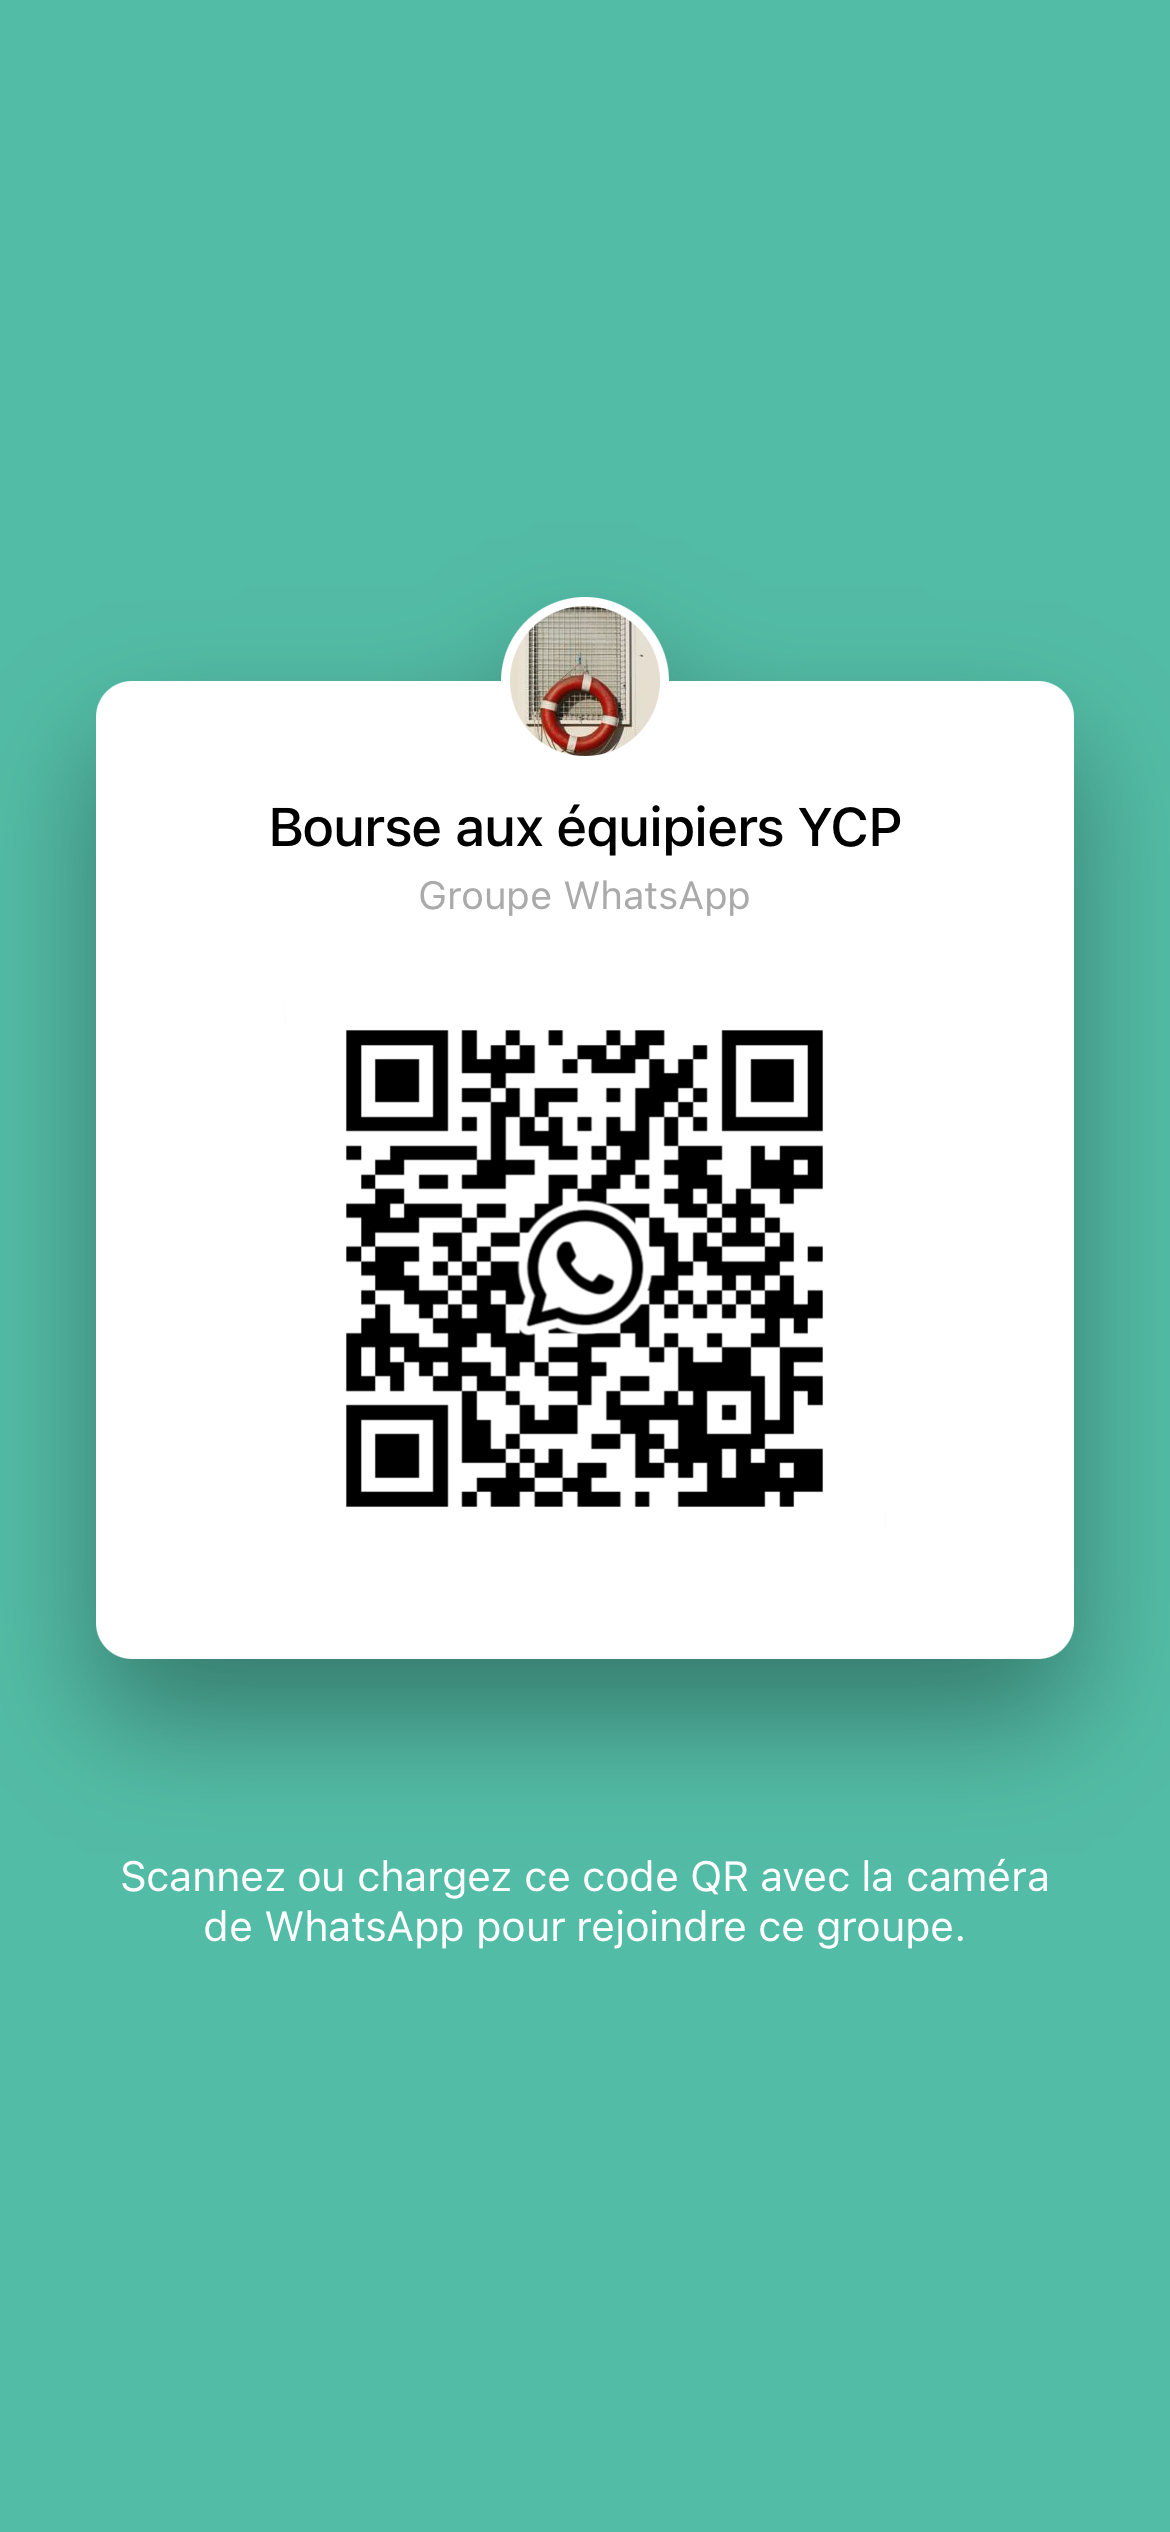 Bourse aux équipiers YCP
Groupe WhatsApp
Scannez ou chargez ce code QR avec la caméra
de WhatsApp pour rejoindre ce groupe.